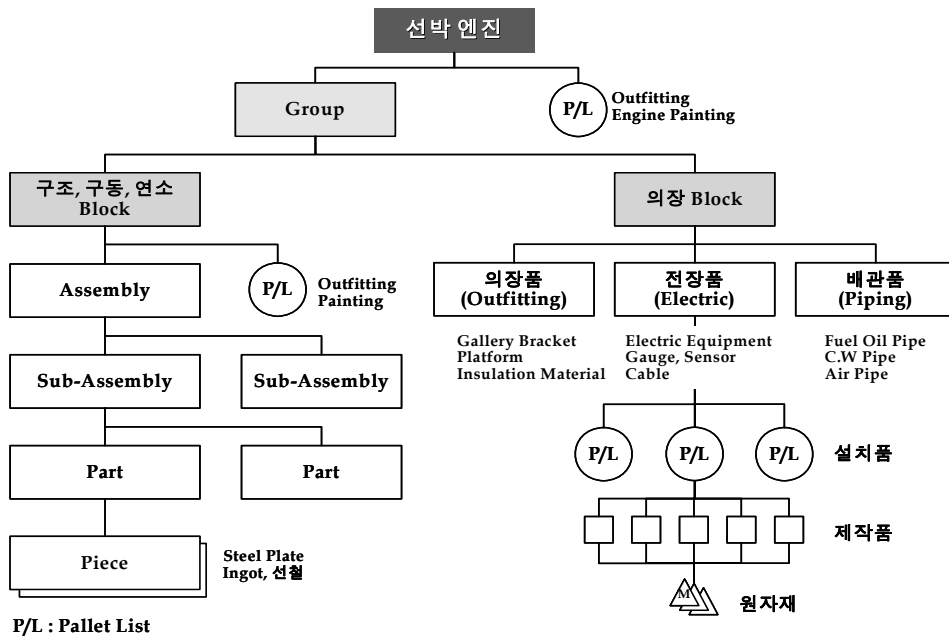 선박 엔진
Group
P/L
Outfitting
Engine Painting
구조, 구동, 연소
Block
의장 Block
Assembly
P/L
Outfitting
Painting
의장품
(Outfitting)
전장품
(Electric)
배관품
(Piping)
Gallery Bracket
Platform
Insulation Material
Electric Equipment
Gauge, Sensor
Cable
Fuel Oil Pipe
C.W Pipe
Air Pipe
Sub-Assembly
Sub-Assembly
P/L
P/L
P/L
설치품
Part
Part
제작품
Piece
Steel Plate
Ingot, 선철
M
원자재
P/L : Pallet List